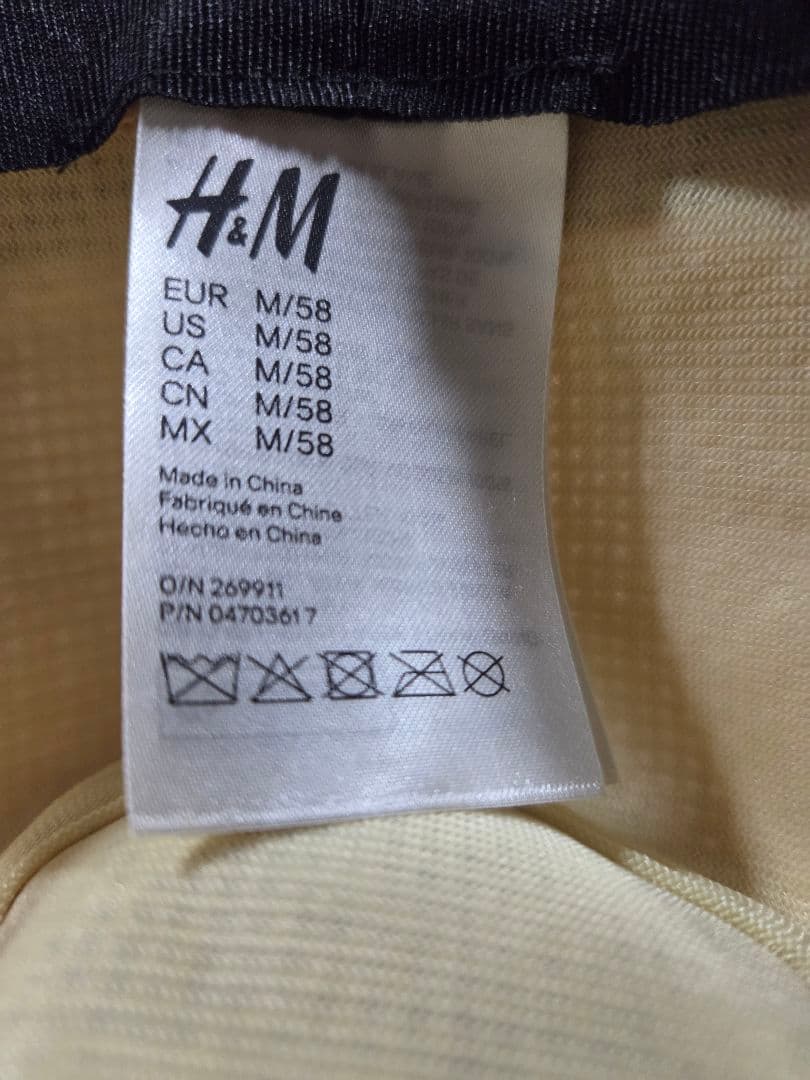 H&M
EUR M/58
US M/58
CA M/58
CN M/58
MX M/58
Made in China
Fabriqué en Chine
Hecho en China
O/N 269911
P/N 04703617